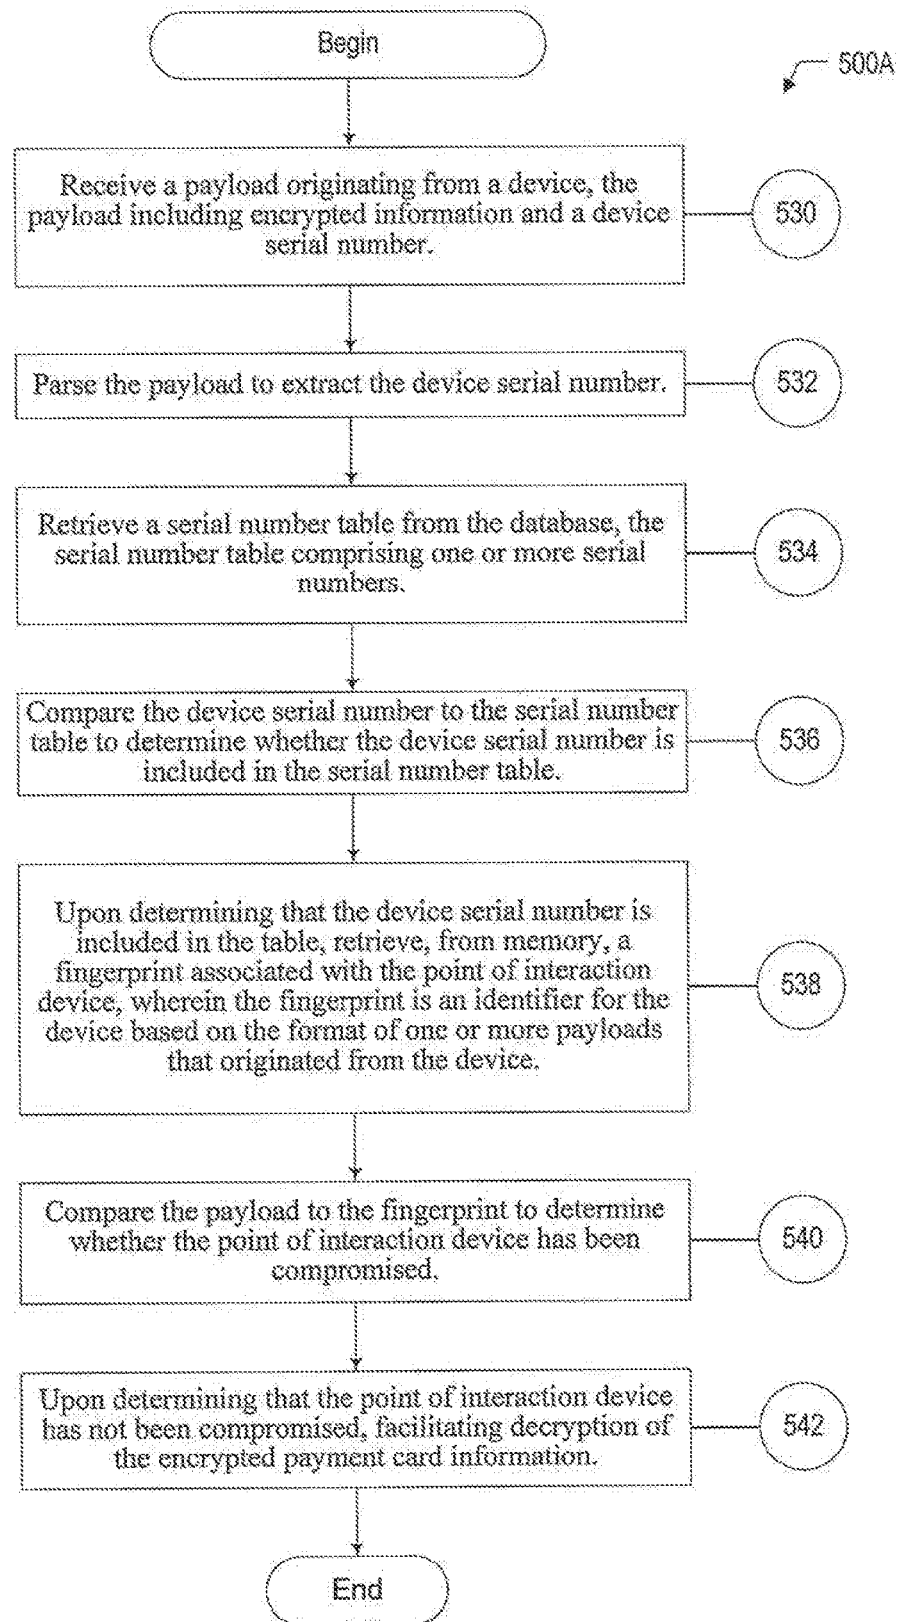 Begin
500A
Receive a payload originating from a device, the
payload including encrypted information and a device
serial number.
530
Parse the payload to extract the device serial number.
532
Retrieve a serial number table from the database, the
serial number table comprising one or more serial
numbers.
534
Compare the device serial number to the serial number
table to determine whether the device serial number is
included in the serial number table.
536
Upon determining that the device serial number is
included in the table, retrieve, from memory, a
fingerprint associated with the point of interaction
device, wherein the fingerprint is an identifier for the
device based on the format of one or more payloads
that originated from the device.
538
Compare the payload to the fingerprint to determine
whether the point of interaction device has been
compromised.
540
Upon determining that the point of interaction device
has not been compromised, facilitating decryption of
the encrypted payment card information.
542
End